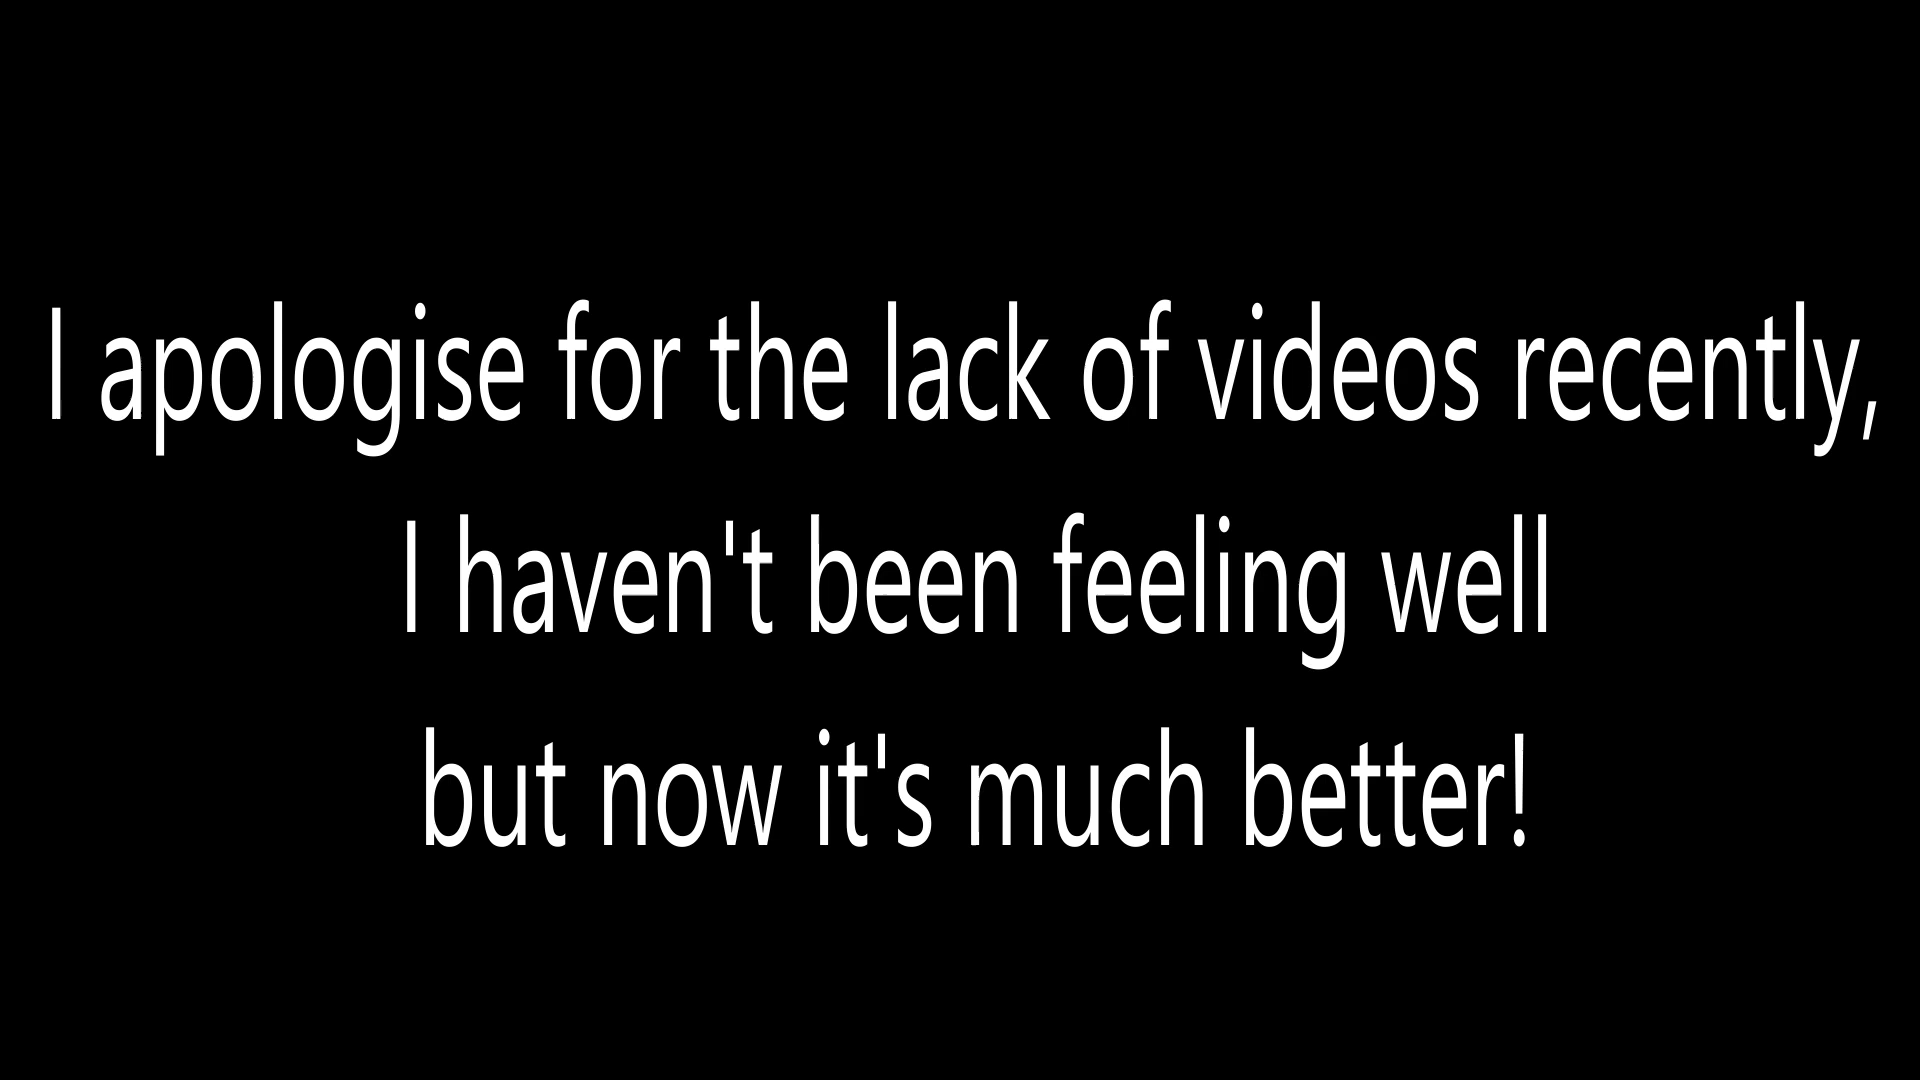 I apologise for the lack of videos recently,
I haven't been feeling well
but now it's much better!